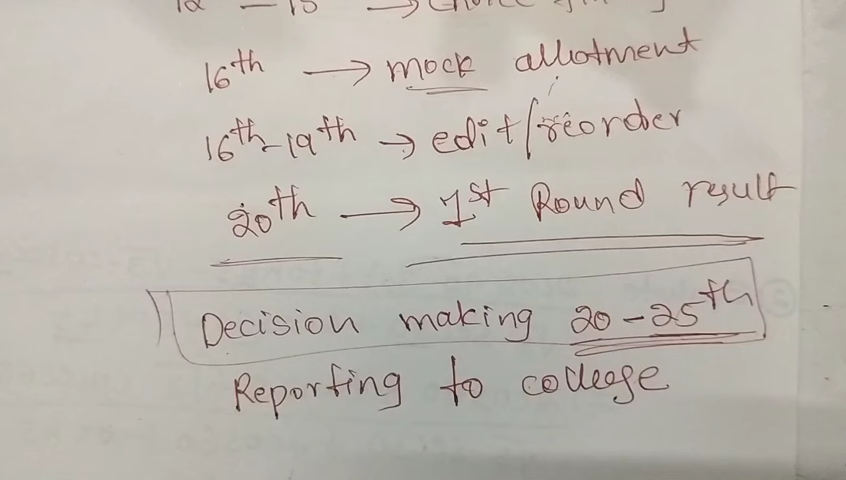 16th → mock allotment
16th-19th → edit/reorder
20th → 1st Round result
Decision making 20-25th
Reporting to college